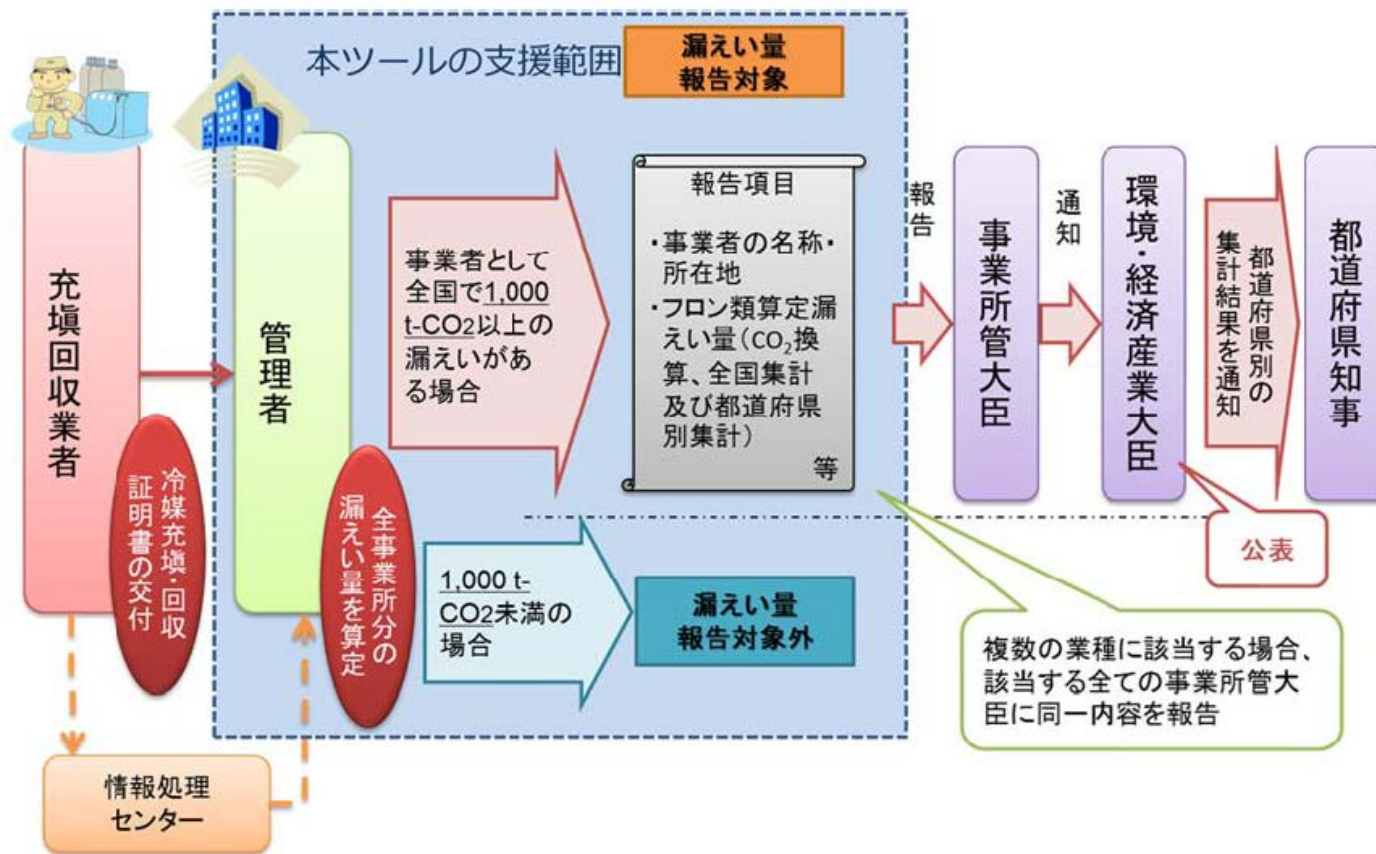 本ツールの支援範囲
漏えい量
報告対象
充塡回収業者
冷媒充塡・回収
証明書の交付
管理者
全事業所分の
漏えい量を算定
事業者として
全国で1,000
t-CO2以上の
漏えいがあ
る場合
報告項目
・事業者の名称・
所在地
・フロン類算定漏
えい量(CO₂換
算、全国集計
及び都道府県
別集計)
等
報告
事業所管大臣
通知
環境・経済産業大臣
都道府県別の
集計結果を通知
都道府県知事
公表
1,000 t-
CO2未満の
場合
漏えい量
報告対象外
複数の業種に該当する場合、
該当する全ての事業所管大
臣に同一内容を報告
情報処理
センター